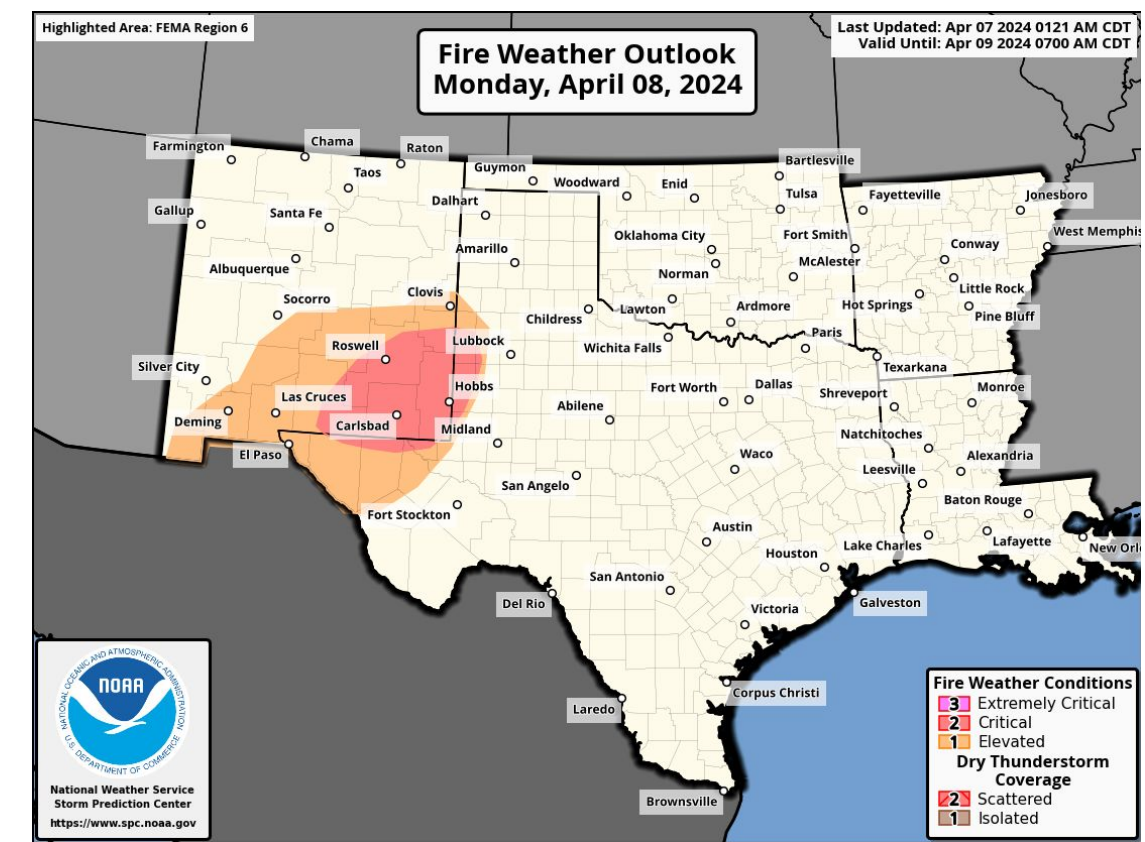 Highlighted Area: FEMA Region 6
Last Updated: Apr 07 2024 0121 AM CDT
Valid Until: Apr 09 2024 0700 AM CDT
Fire Weather Outlook
Monday, April 08, 2024
Farmington
Chama
Raton
Taos
Guymon
Woodward
Enid
Bartlesville
Tulsa
Fayetteville
Jonesboro
Gallup
Santa Fe
Dalhart
Oklahoma City
Fort Smith
West Memphis
Albuquerque
Amarillo
Norman
McAlester
Conway
Little Rock
Socorro
Clovis
Childress
Lawton
Ardmore
Hot Springs
Pine Bluff
Roswell
Lubbock
Wichita Falls
Paris
Silver City
Hobbs
Texarkana
Las Cruces
Abilene
Fort Worth
Dallas
Shreveport
Monroe
Deming
Carlsbad
Midland
Natchitoches
El Paso
Waco
Leesville
Alexandria
San Angelo
Baton Rouge
Fort Stockton
Austin
Houston
Lake Charles
Lafayette
New Orl
San Antonio
Del Rio
Galveston
Victoria
Corpus Christi
Laredo
Brownsville
NATIONAL OCEANIC AND ATMOSPHERIC ADMINISTRATION
NOAA
U.S. DEPARTMENT OF COMMERCE
National Weather Service
Storm Prediction Center
https://www.spc.noaa.gov
Fire Weather Conditions
3 Extremely Critical
2 Critical
1 Elevated
Dry Thunderstorm
Coverage
2 Scattered
1 Isolated